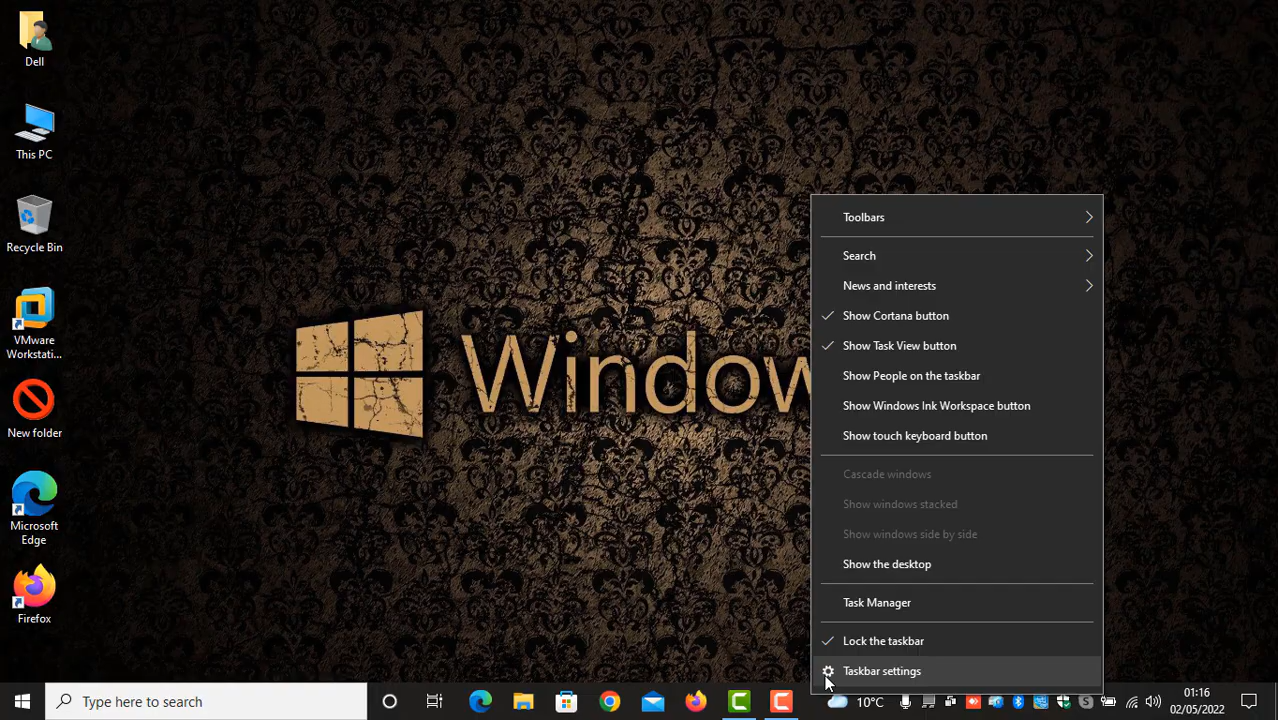 Dell
This PC
Recycle Bin
VMware
Workstati...
New folder
Microsoft
Edge
Firefox
Window
Toolbars
Search
News and interests
Show Cortana button
Show Task View button
Show People on the taskbar
Show Windows Ink Workspace button
Show touch keyboard button
Cascade windows
Show windows stacked
Show windows side by side
Show the desktop
Task Manager
Lock the taskbar
Taskbar settings
Type here to search
10°C
01:16
02/05/2022